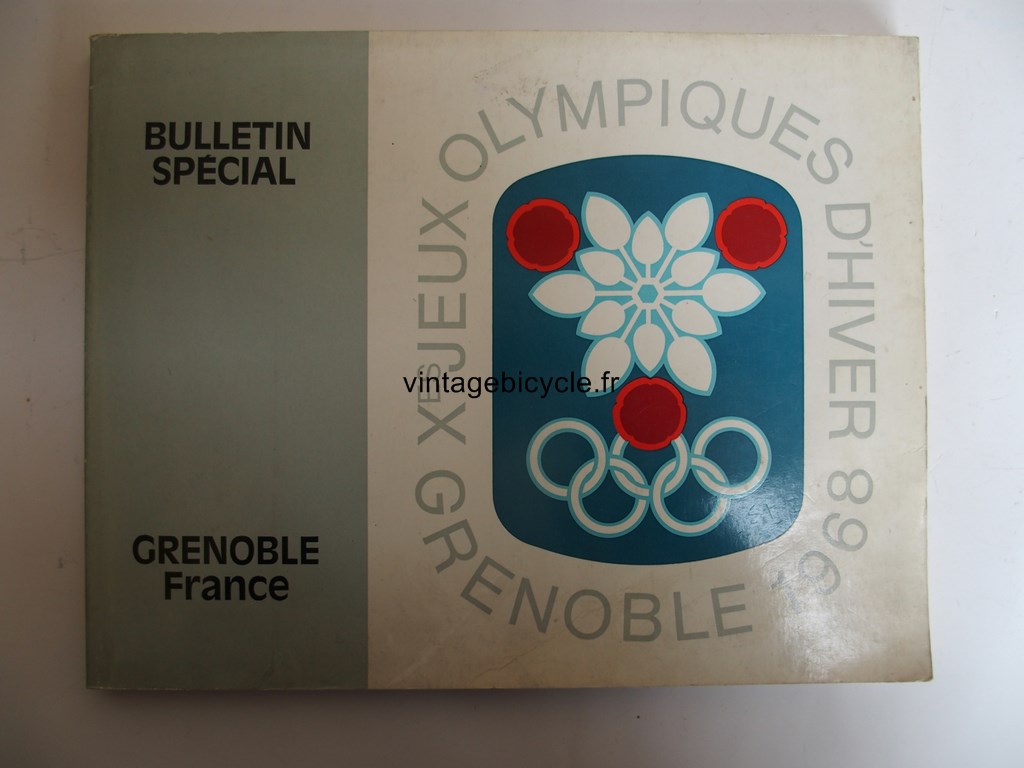 BULLETIN
SPÉCIAL
GRENOBLE
France
XES JEUX OLYMPIQUES D'HIVER
GRENOBLE 1968
vintagebicycle.fr